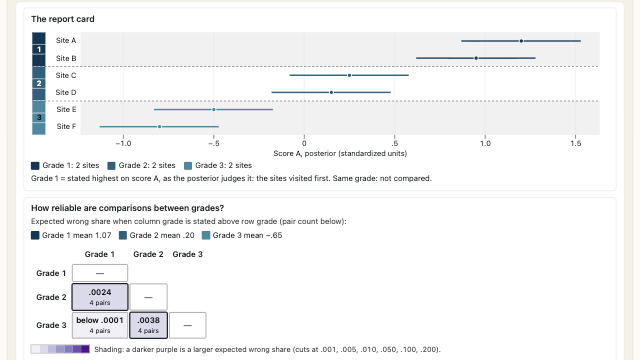 The report card
Site A
1
Site B
Site C
2
Site D
Site E
3
Site F
−1.0 −.5 0 .5 1.0 1.5
Score A, posterior (standardized units)
Grade 1: 2 sites Grade 2: 2 sites Grade 3: 2 sites
Grade 1 = stated highest on score A, as the posterior judges it: the sites visited first. Same grade: not compared.
How reliable are comparisons between grades?
Expected wrong share when column grade is stated above row grade (pair count below):
Grade 1 mean 1.07 Grade 2 mean .20 Grade 3 mean −.65
Grade 1 Grade 2 Grade 3
Grade 1 —
Grade 2 .0024 —
4 pairs
Grade 3 below .0001 .0038 —
4 pairs 4 pairs
Shading: a darker purple is a larger expected wrong share (cuts at .001, .005, .010, .050, .100, .200).